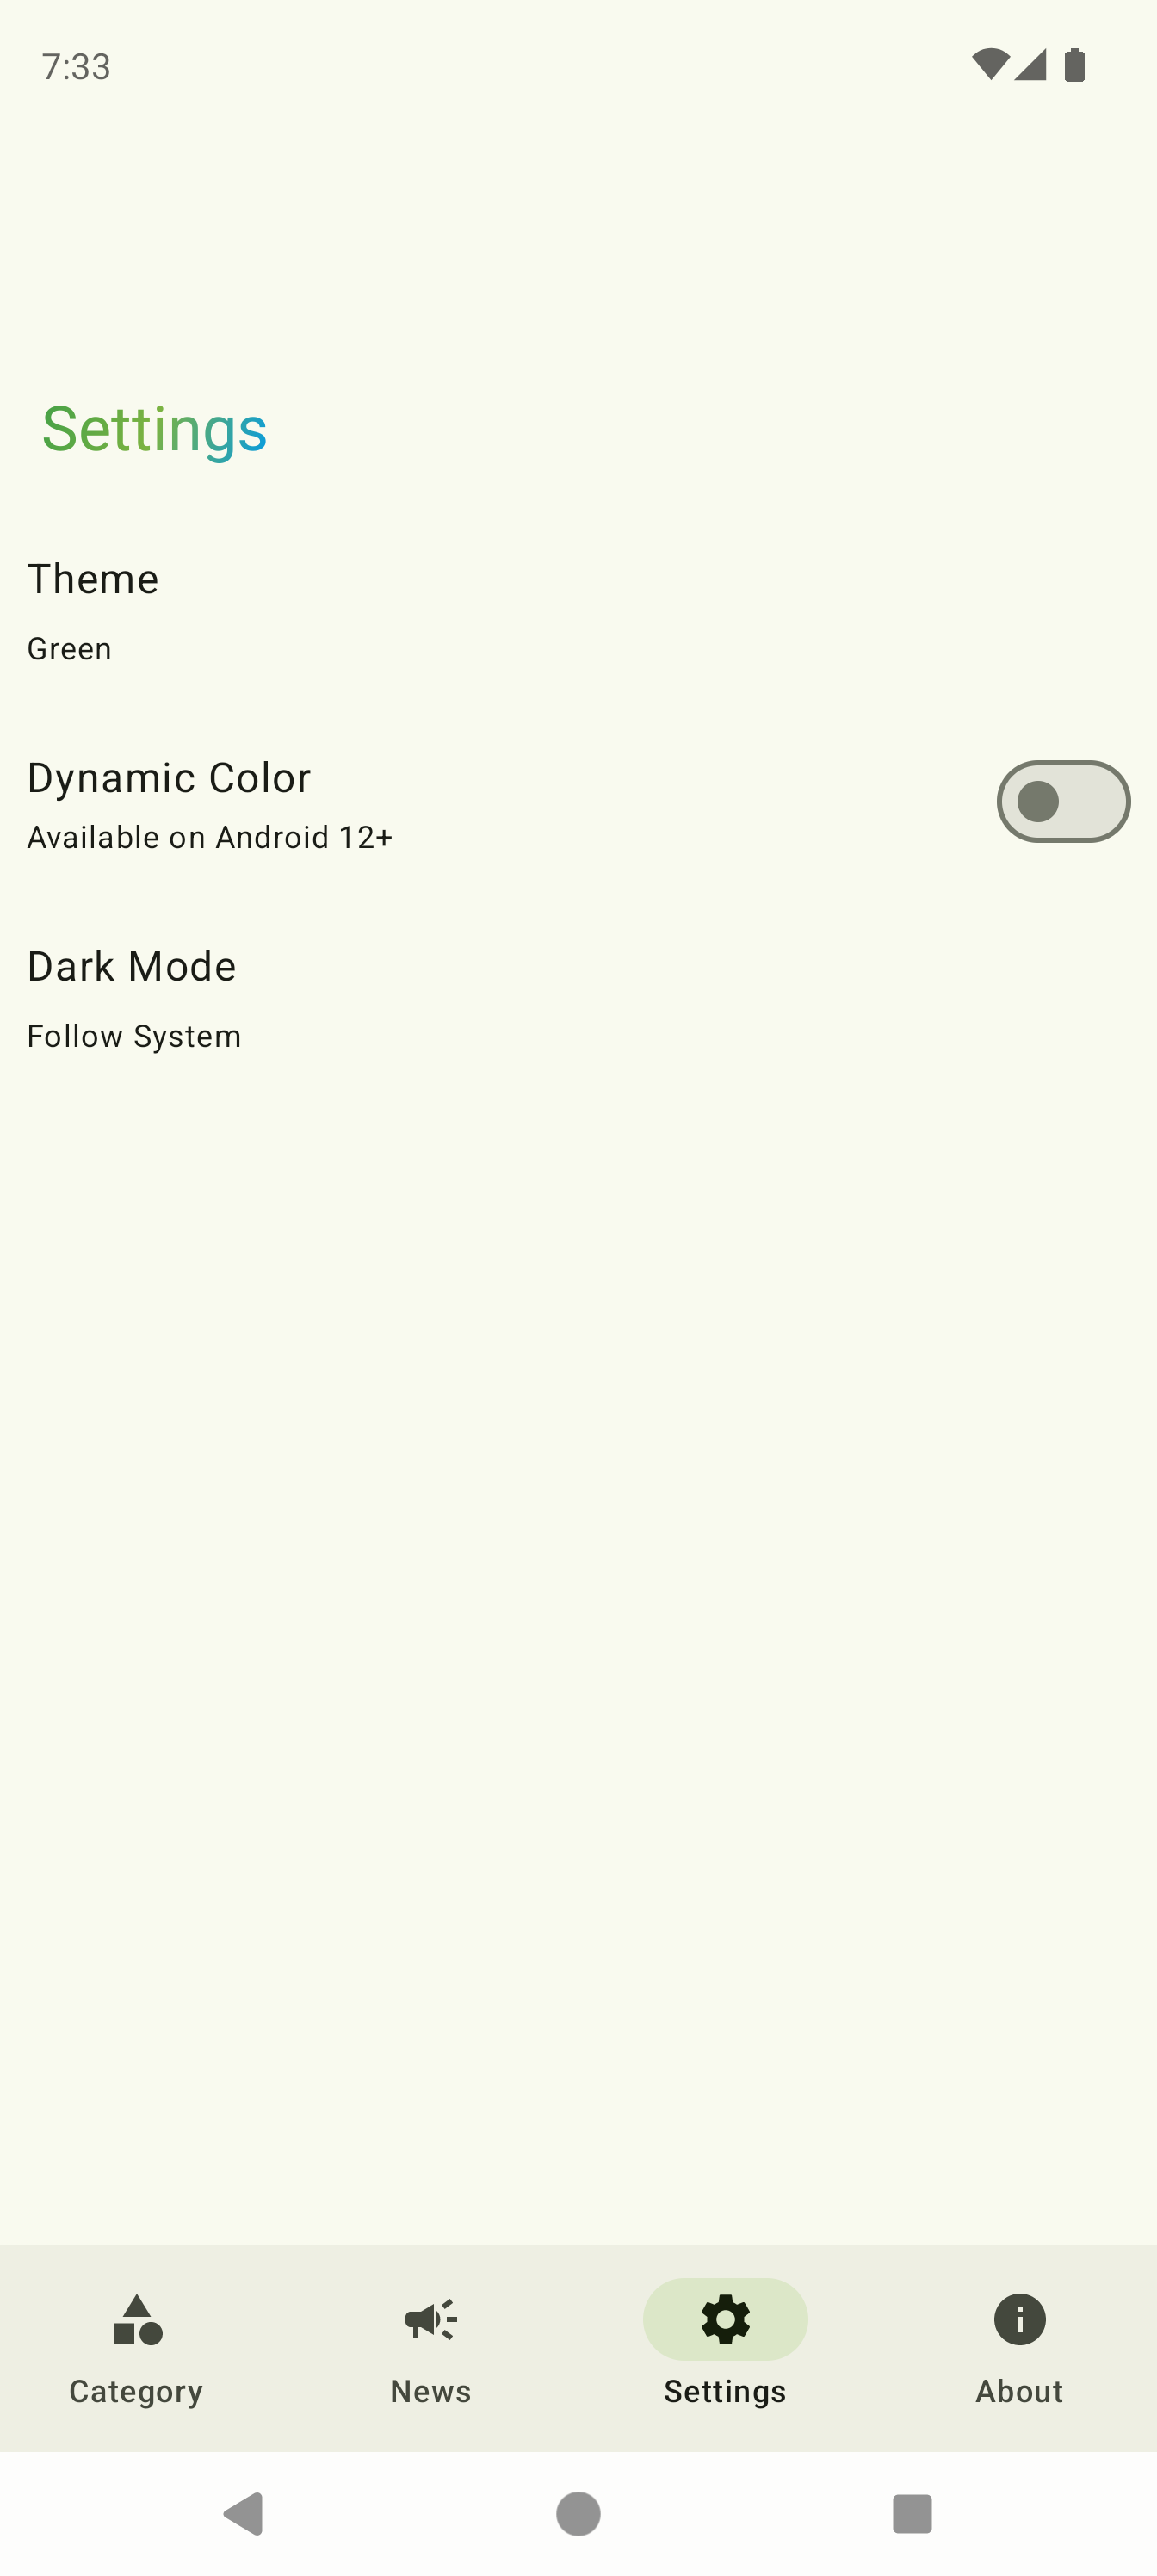 7:33
Settings
Theme
Green
Dynamic Color
Available on Android 12+
Dark Mode
Follow System
Category
News
Settings
About